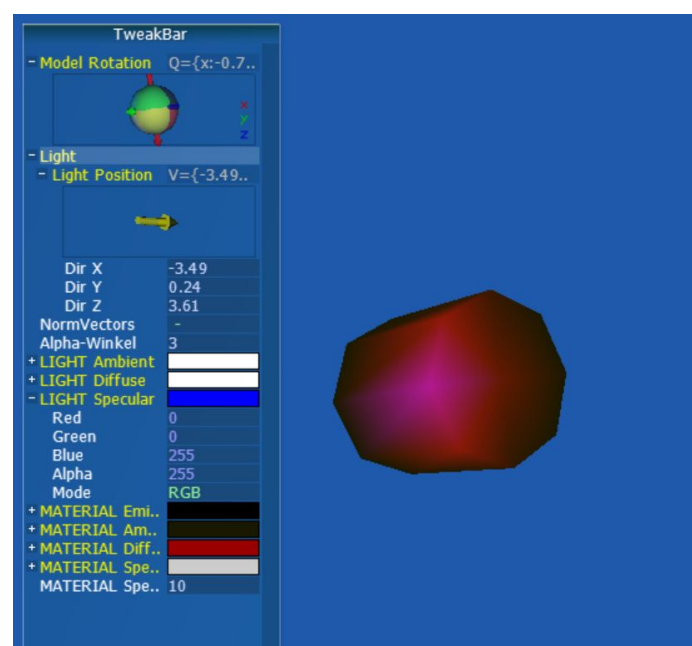 TweakBar
- Model Rotation Q={x:-0.7..
x
y
z
- Light
- Light Position V={-3.49..
Dir X -3.49
Dir Y 0.24
Dir Z 3.61
NormVectors -
Alpha-Winkel 3
+ LIGHT Ambient
+ LIGHT Diffuse
- LIGHT Specular
Red 0
Green 0
Blue 255
Alpha 255
Mode RGB
+ MATERIAL Emi..
+ MATERIAL Am..
+ MATERIAL Diff..
+ MATERIAL Spe..
MATERIAL Spe.. 10